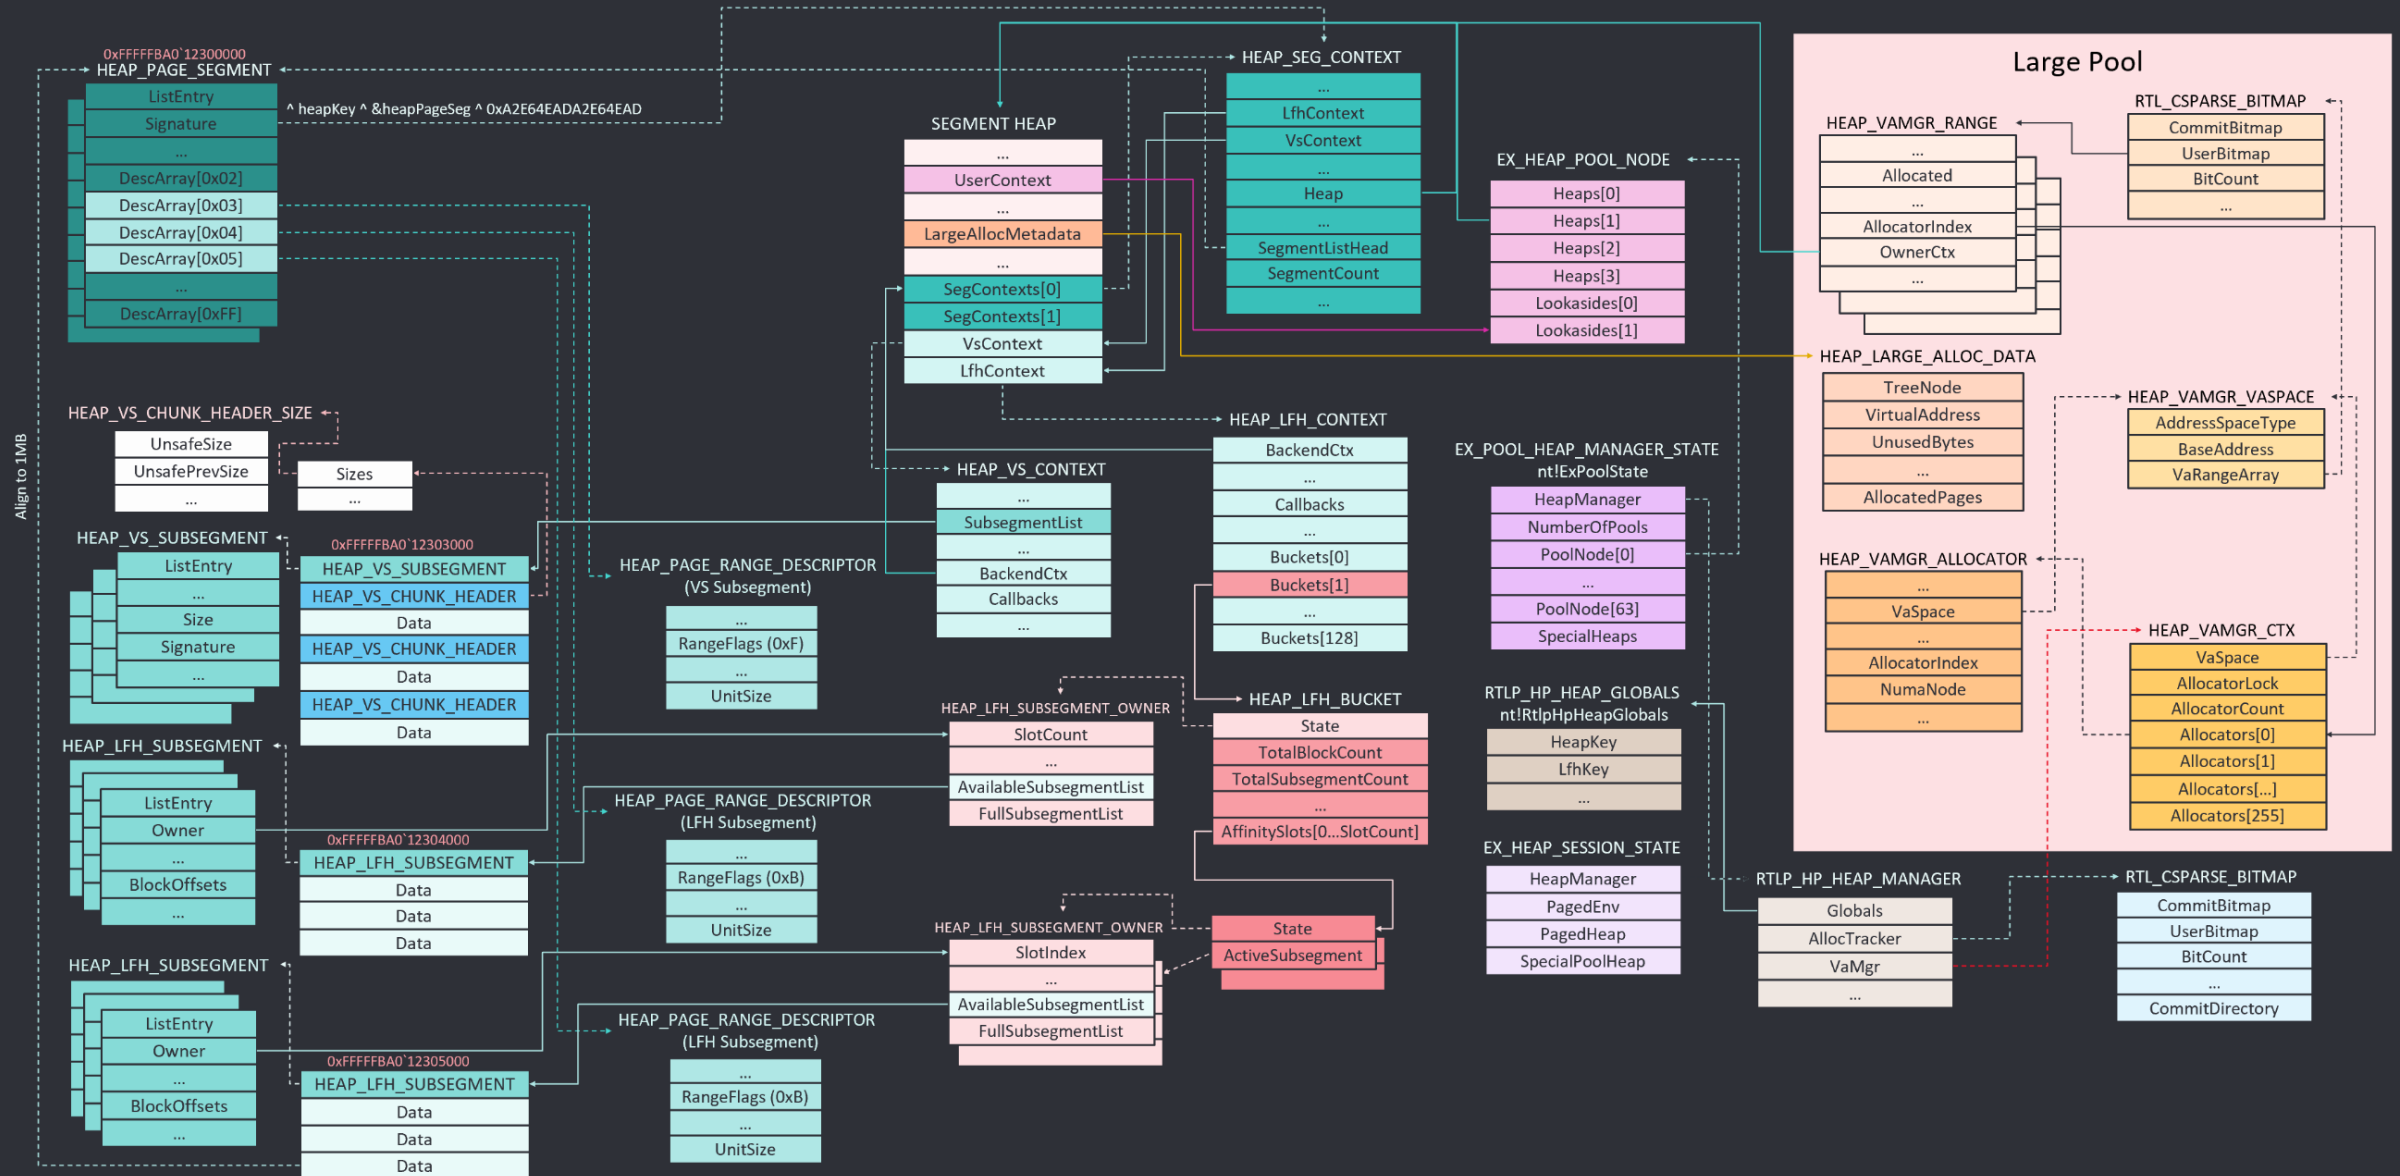 0xFFFFFBA0`12300000
HEAP_PAGE_SEGMENT
ListEntry
Signature
...
DescArray[0x02]
DescArray[0x03]
DescArray[0x04]
DescArray[0x05]
...
DescArray[0xFF]
^ heapKey ^ &heapPageSeg ^ 0xA2E64EADA2E64EAD
Align to 1MB
HEAP_VS_CHUNK_HEADER_SIZE
UnsafeSize
UnsafePrevSize
...
Sizes
...
HEAP_VS_SUBSEGMENT
ListEntry
...
Size
Signature
...
0xFFFFFBA0`12303000
HEAP_VS_SUBSEGMENT
HEAP_VS_CHUNK_HEADER
Data
HEAP_VS_CHUNK_HEADER
Data
HEAP_VS_CHUNK_HEADER
Data
HEAP_LFH_SUBSEGMENT
ListEntry
Owner
...
BlockOffsets
...
0xFFFFFBA0`12304000
HEAP_LFH_SUBSEGMENT
Data
Data
Data
HEAP_LFH_SUBSEGMENT
ListEntry
Owner
...
BlockOffsets
...
0xFFFFFBA0`12305000
HEAP_LFH_SUBSEGMENT
Data
Data
Data
HEAP_PAGE_RANGE_DESCRIPTOR
(VS Subsegment)
...
RangeFlags (0xF)
...
UnitSize
HEAP_PAGE_RANGE_DESCRIPTOR
(LFH Subsegment)
...
RangeFlags (0xB)
...
UnitSize
HEAP_PAGE_RANGE_DESCRIPTOR
(LFH Subsegment)
...
RangeFlags (0xB)
...
UnitSize
SEGMENT HEAP
...
UserContext
...
LargeAllocMetadata
...
SegContexts[0]
SegContexts[1]
VsContext
LfhContext
HEAP_VS_CONTEXT
...
SubsegmentList
...
BackendCtx
Callbacks
...
HEAP_LFH_SUBSEGMENT_OWNER
SlotCount
...
AvailableSubsegmentList
FullSubsegmentList
HEAP_LFH_SUBSEGMENT_OWNER
SlotIndex
...
AvailableSubsegmentList
FullSubsegmentList
HEAP_SEG_CONTEXT
...
LfhContext
VsContext
...
Heap
...
SegmentListHead
SegmentCount
...
HEAP_LFH_CONTEXT
BackendCtx
...
Callbacks
...
Buckets[0]
Buckets[1]
...
Buckets[128]
HEAP_LFH_BUCKET
State
TotalBlockCount
TotalSubsegmentCount
...
AffinitySlots[0...SlotCount]
State
ActiveSubsegment
EX_HEAP_POOL_NODE
Heaps[0]
Heaps[1]
Heaps[2]
Heaps[3]
Lookasides[0]
Lookasides[1]
EX_POOL_HEAP_MANAGER_STATE
nt!ExPoolState
HeapManager
NumberOfPools
PoolNode[0]
...
PoolNode[63]
SpecialHeaps
RTLP_HP_HEAP_GLOBALS
nt!RtlpHpHeapGlobals
HeapKey
LfhKey
...
EX_HEAP_SESSION_STATE
HeapManager
PagedEnv
PagedHeap
SpecialPoolHeap
RTLP_HP_HEAP_MANAGER
Globals
AllocTracker
VaMgr
...
RTL_CSPARSE_BITMAP
CommitBitmap
UserBitmap
BitCount
...
CommitDirectory
Large Pool
HEAP_VAMGR_RANGE
...
Allocated
...
AllocatorIndex
OwnerCtx
...
RTL_CSPARSE_BITMAP
CommitBitmap
UserBitmap
BitCount
...
HEAP_LARGE_ALLOC_DATA
TreeNode
VirtualAddress
UnusedBytes
...
AllocatedPages
HEAP_VAMGR_VASPACE
AddressSpaceType
BaseAddress
VaRangeArray
HEAP_VAMGR_ALLOCATOR
...
VaSpace
...
AllocatorIndex
NumaNode
...
HEAP_VAMGR_CTX
VaSpace
AllocatorLock
AllocatorCount
Allocators[0]
Allocators[1]
Allocators[...]
Allocators[255]